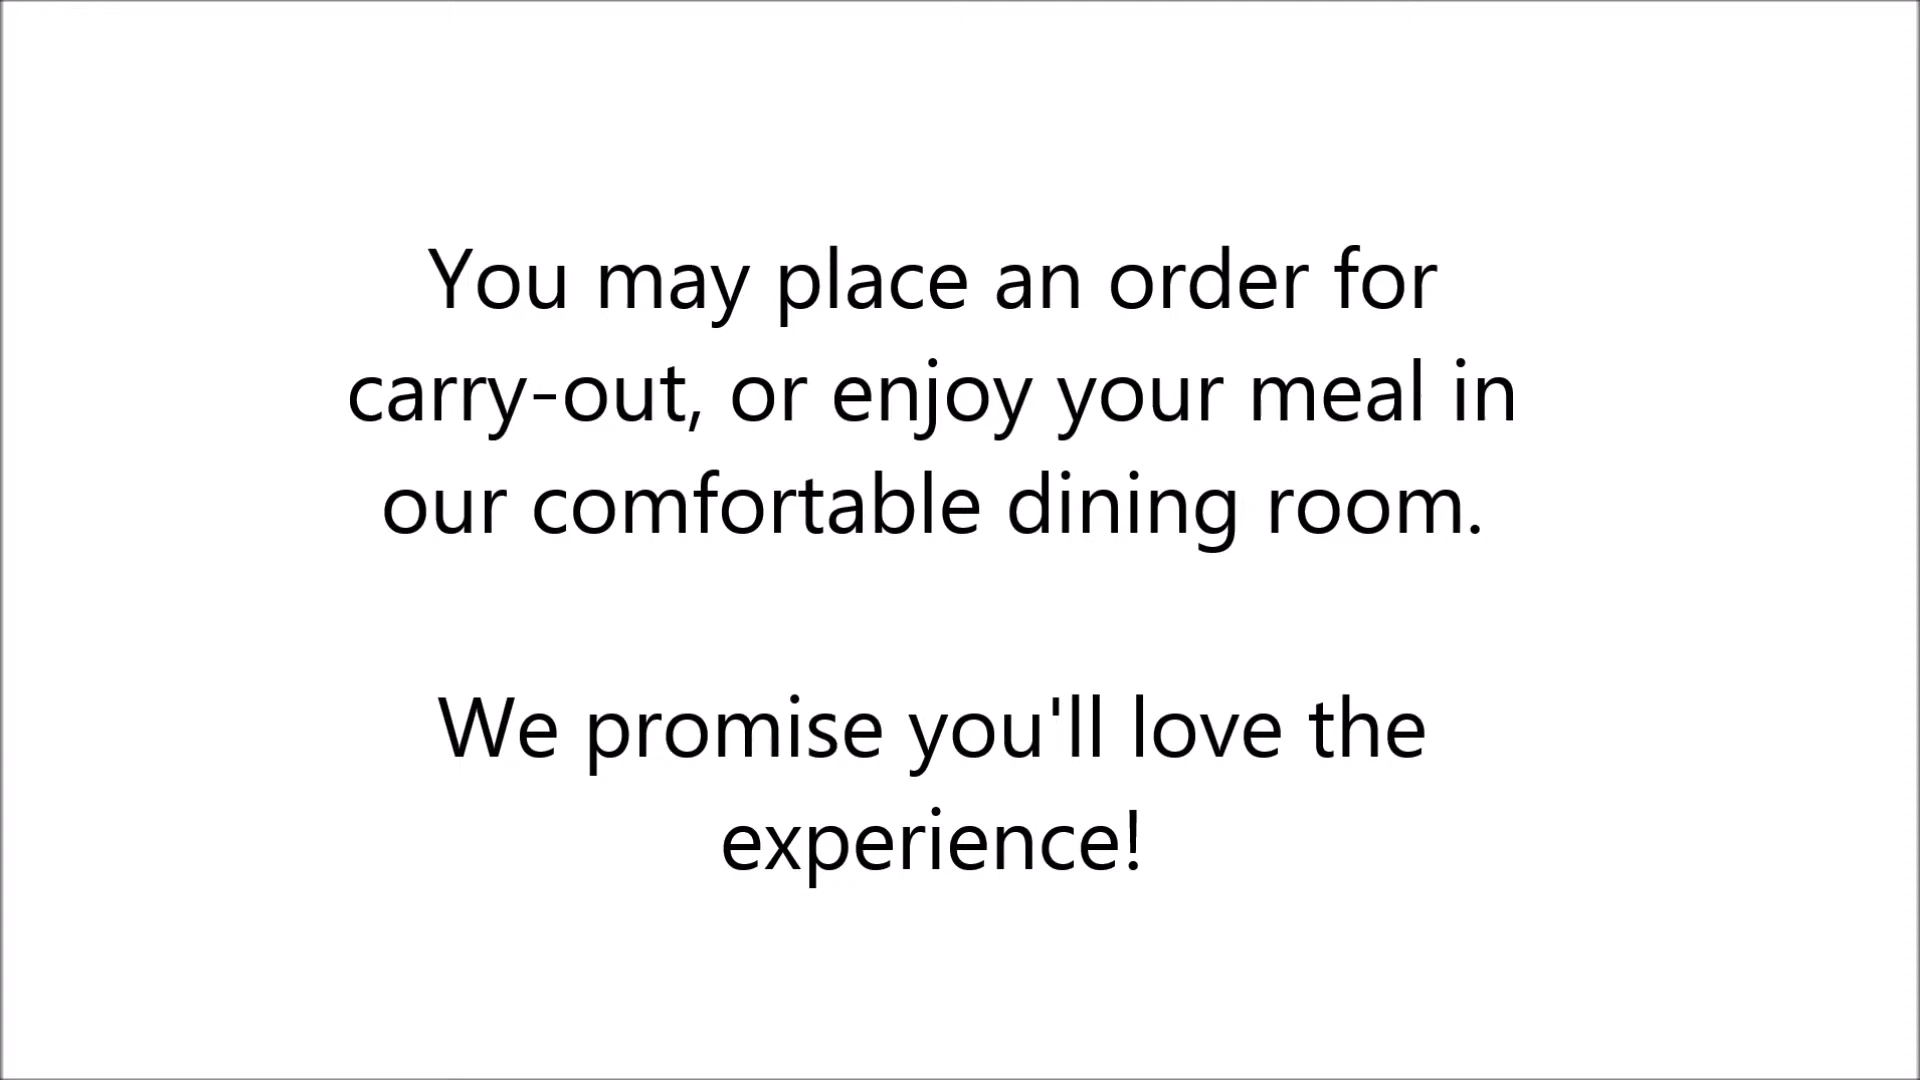 You may place an order for
carry-out, or enjoy your meal in
our comfortable dining room.
We promise you'll love the
experience!